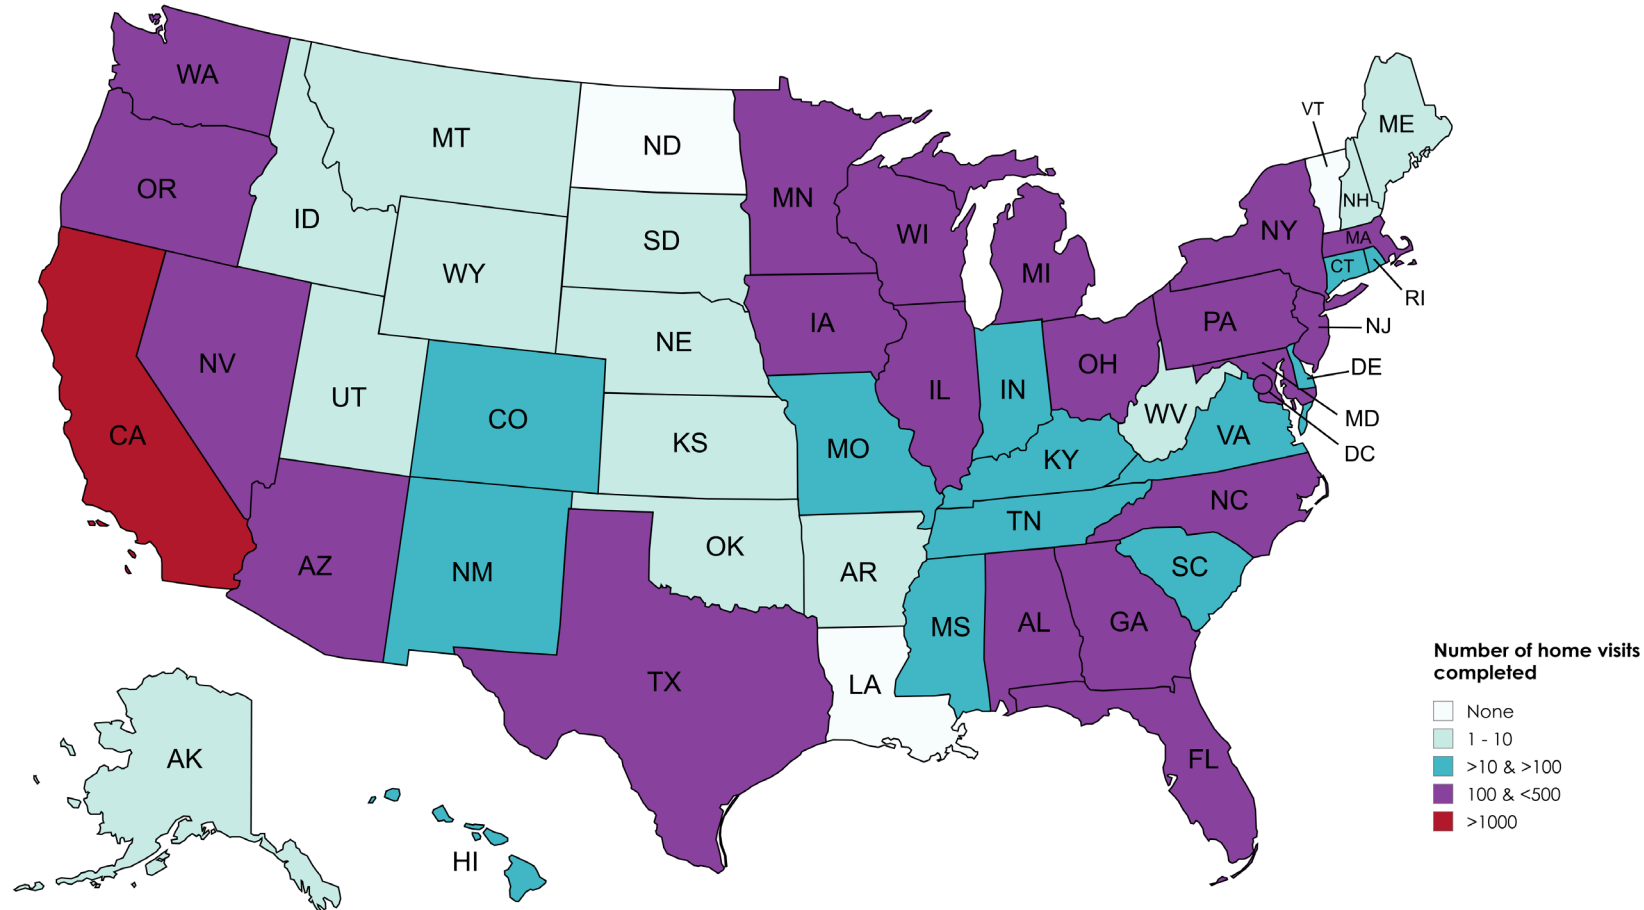 WA
MT
ND
MN
VT
ME
OR
ID
WY
SD
WI
MI
NY
NH
MA
CT
RI
NV
UT
CO
NE
IA
IL
IN
OH
PA
NJ
DE
MD
DC
CA
KS
MO
KY
WV
VA
AZ
NM
OK
AR
TN
NC
SC
TX
LA
MS
AL
GA
FL
AK
HI
Number of home visits
completed
None
1 - 10
>10 & >100
100 & <500
>1000